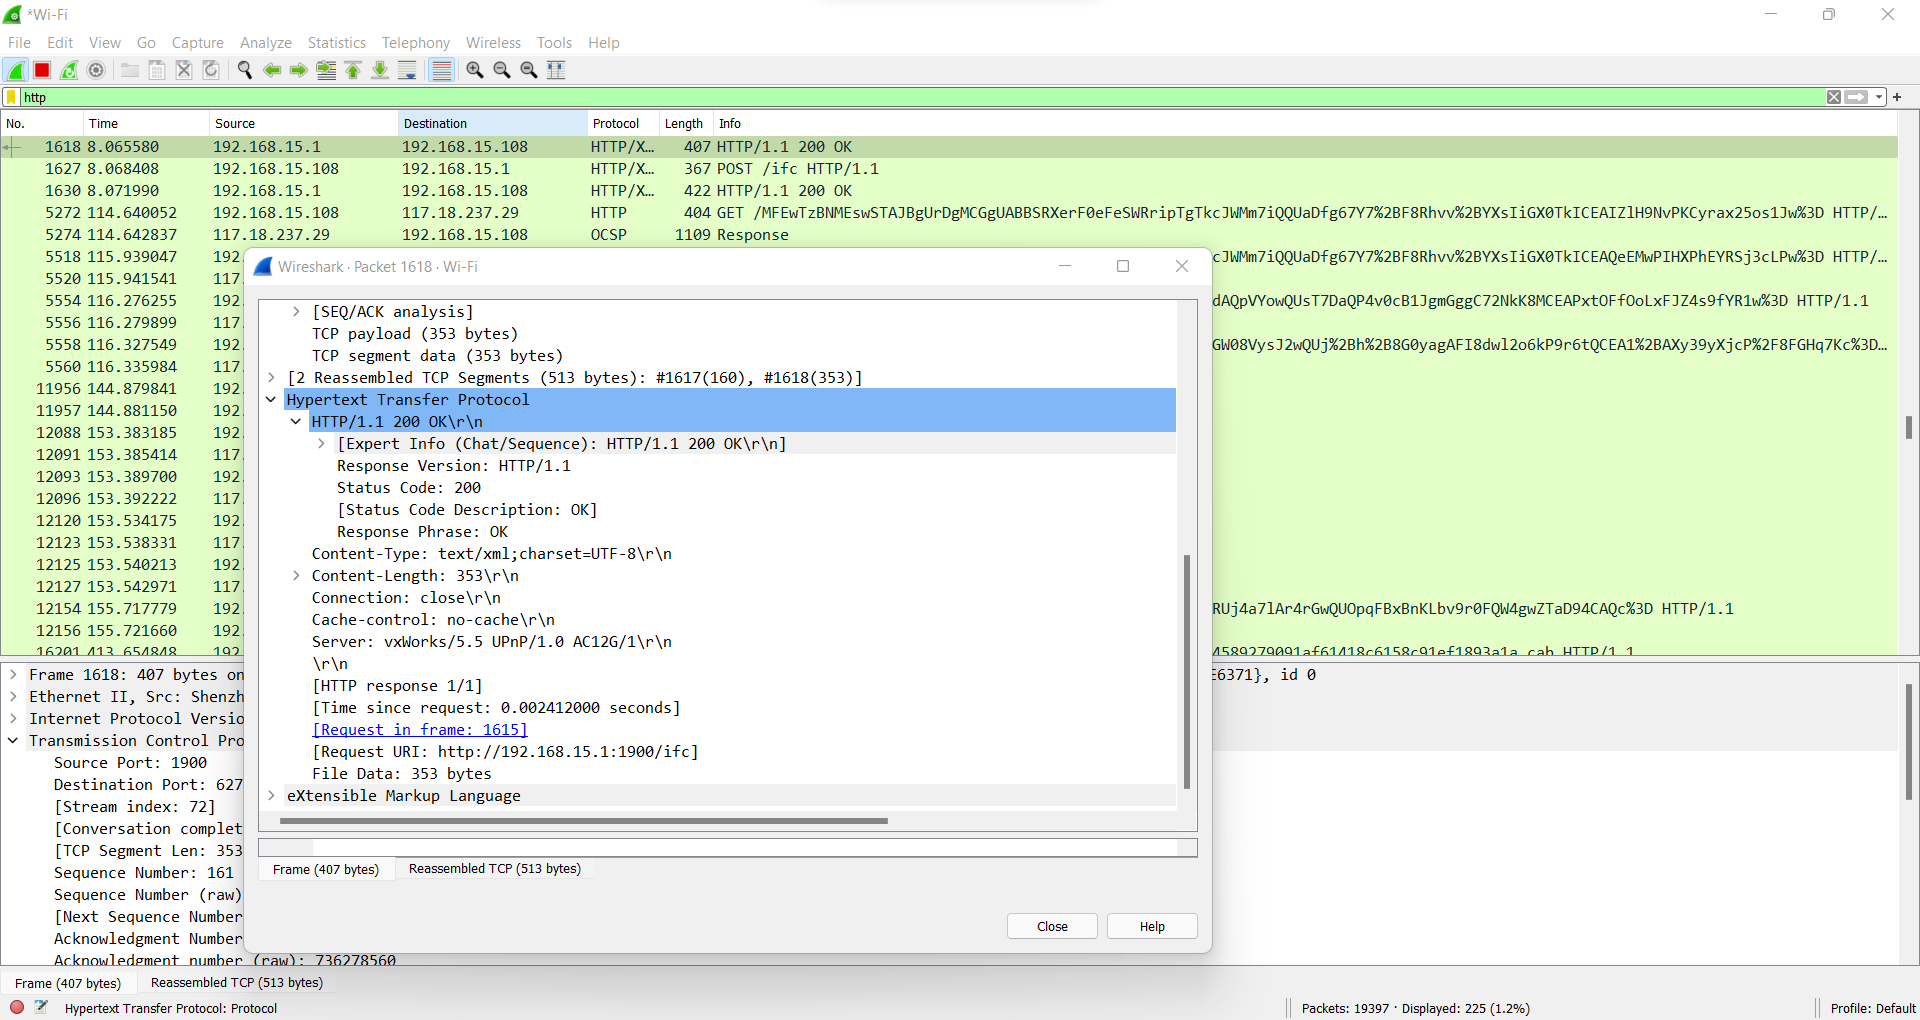 *Wi-Fi
File Edit View Go Capture Analyze Statistics Telephony Wireless Tools Help
http
No. Time Source Destination Protocol Length Info
1618 8.065580 192.168.15.1 192.168.15.108 HTTP/X... 407 HTTP/1.1 200 OK
1627 8.068408 192.168.15.108 192.168.15.1 HTTP/X... 367 POST /ifc HTTP/1.1
1630 8.071990 192.168.15.1 192.168.15.108 HTTP/X... 422 HTTP/1.1 200 OK
5272 114.640052 192.168.15.108 117.18.237.29 HTTP 404 GET /MFEwTzBNMEswSTAJBgUrDgMCGgUABBSRXerF0eFeSWRripTgTkcJWMm7iQQUaDfg67Y7%2BF8Rhvv%2BYXsIiGX0TkICEAIZlH9NvPKCyrax25os1Jw%3D HTTP/...
5274 114.642837 117.18.237.29 192.168.15.108 OCSP 1109 Response
5518 115.939047 192. cJWMm7iQQUaDfg67Y7%2BF8Rhvv%2BYXsIiGX0TkICEAQeEMwPIHXPhEYRSj3cLPw%3D HTTP/...
5520 115.941541 117.
5554 116.276255 192. dAQpVYowQUsT7DaQP4v0cB1JgmGggC72NkK8MCEAPxtOFfOoLxFJZ4s9fYR1w%3D HTTP/1.1
5556 116.279899 117.
5558 116.327549 192. GW08VysJ2wQUj%2Bh%2B8G0yagAFI8dwl2o6kP9r6tQCEA1%2BAXy39yXjcP%2F8FGHq7Kc%3D...
5560 116.335984 117.
11956 144.879841 192.
11957 144.881150 192.
12088 153.383185 192.
12091 153.385414 117.
12093 153.389700 192.
12096 153.392222 117.
12120 153.534175 192.
12123 153.538331 117.
12125 153.540213 192.
12127 153.542971 117.
12154 155.717779 192. RUj4a7lAr4rGwQUOpqFBxBnKLbv9r0FQW4gwZTaD94CAQc%3D HTTP/1.1
12156 155.721660 192.
16201 413.654848 192. 4589279091af61418c6158c91ef1893a1a.cab HTTP/1.1
Wireshark · Packet 1618 · Wi-Fi
[SEQ/ACK analysis]
TCP payload (353 bytes)
TCP segment data (353 bytes)
[2 Reassembled TCP Segments (513 bytes): #1617(160), #1618(353)]
Hypertext Transfer Protocol
HTTP/1.1 200 OK\r\n
[Expert Info (Chat/Sequence): HTTP/1.1 200 OK\r\n]
Response Version: HTTP/1.1
Status Code: 200
[Status Code Description: OK]
Response Phrase: OK
Content-Type: text/xml;charset=UTF-8\r\n
Content-Length: 353\r\n
Connection: close\r\n
Cache-control: no-cache\r\n
Server: vxWorks/5.5 UPnP/1.0 AC12G/1\r\n
\r\n
[HTTP response 1/1]
[Time since request: 0.002412000 seconds]
[Request in frame: 1615]
[Request URI: http://192.168.15.1:1900/ifc]
File Data: 353 bytes
eXtensible Markup Language
Frame (407 bytes) Reassembled TCP (513 bytes)
Close Help
Frame 1618: 407 bytes on E6371}, id 0
Ethernet II, Src: Shenzh
Internet Protocol Versio
Transmission Control Pro
Source Port: 1900
Destination Port: 627
[Stream index: 72]
[Conversation complet
[TCP Segment Len: 353
Sequence Number: 161
Sequence Number (raw)
[Next Sequence Number
Acknowledgment Number
Acknowledgment number (raw): 736278560
Frame (407 bytes) Reassembled TCP (513 bytes)
Hypertext Transfer Protocol: Protocol
Packets: 19397 · Displayed: 225 (1.2%)
Profile: Default